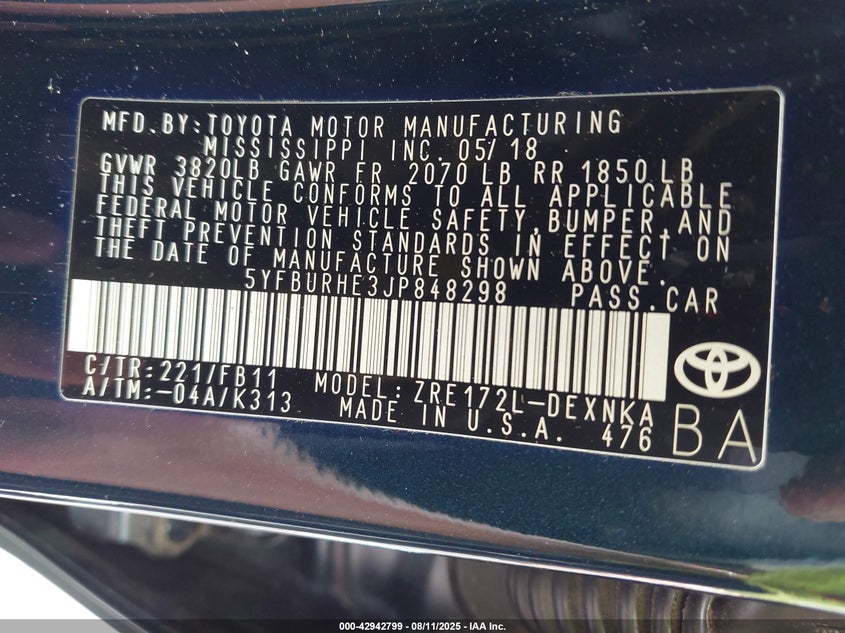 MFD.BY:TOYOTA MOTOR MANUFACTURING
MISSISSIPPI INC. 05/18
GVWR 3820LB GAWR FR 2070 LB RR 1850 LB
THIS VEHICLE CONFORMS TO ALL APPLICABLE
FEDERAL MOTOR VEHICLE SAFETY,BUMPER,AND
THEFT PREVENTION STANDARDS IN EFFECT ON
THE DATE OF MANUFACTURE SHOWN ABOVE.
5YFBURHE3JP848298 PASS.CAR
C/TR:221/FB11 MODEL:ZRE172L-DEXNKA
A/TM:-04A/K313 MADE IN U.S.A. 476
BA
000-42942799 - 08/11/2025 - IAA Inc.